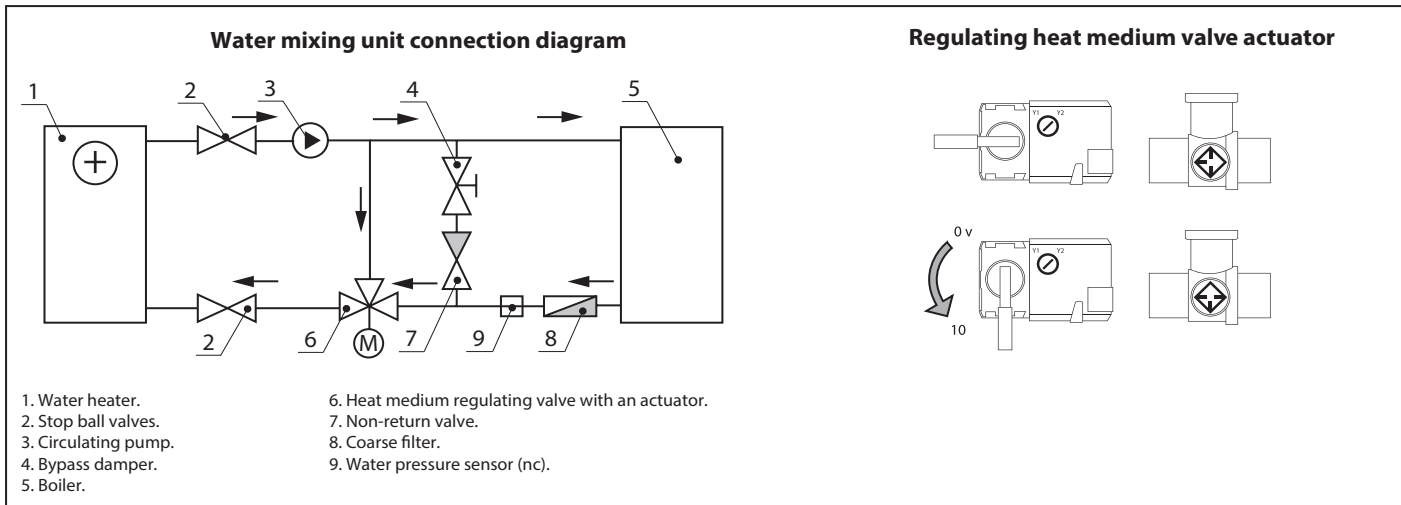 Water mixing unit connection diagram
1
2
3
4
5
M
2
6
7
9
8
1. Water heater.
2. Stop ball valves.
3. Circulating pump.
4. Bypass damper.
5. Boiler.
6. Heat medium regulating valve with an actuator.
7. Non-return valve.
8. Coarse filter.
9. Water pressure sensor (nc).
Regulating heat medium valve actuator
Y1 Y2
0 v
Y1 Y2
10